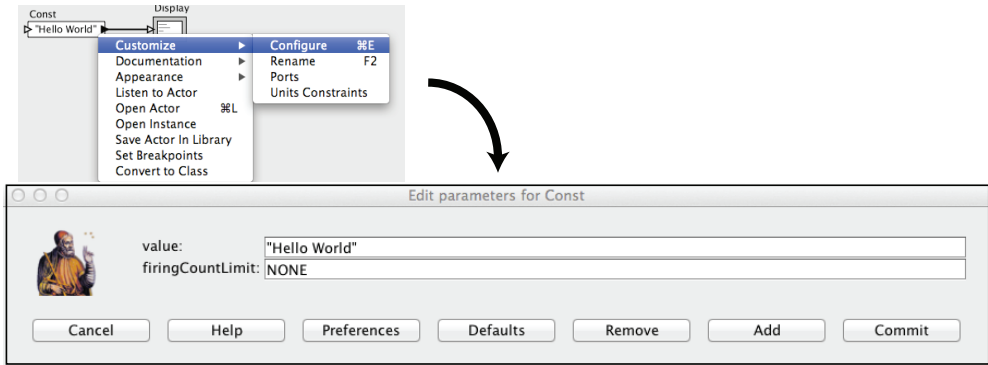 Const
Display
"Hello World"
Customize
Configure ⌘E
Documentation
Rename F2
Appearance
Ports
Listen to Actor
Units Constraints
Open Actor ⌘L
Open Instance
Save Actor In Library
Set Breakpoints
Convert to Class
Edit parameters for Const
value: "Hello World"
firingCountLimit: NONE
Cancel Help Preferences Defaults Remove Add Commit